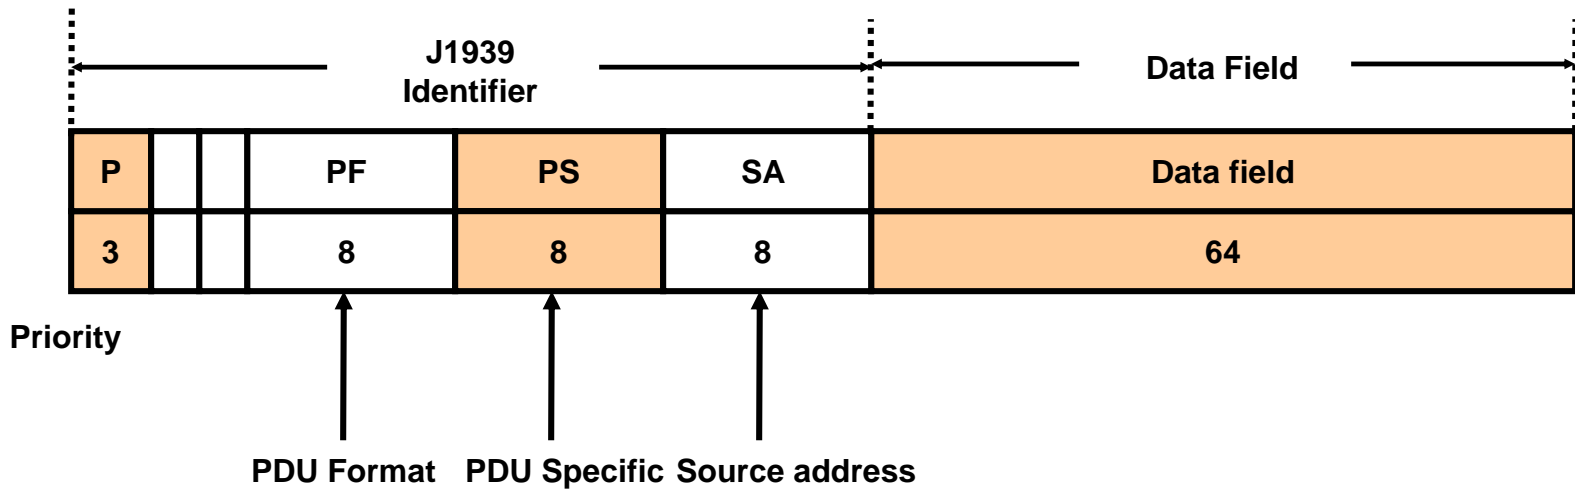 J1939
Identifier
Data Field
P PF PS SA Data field
3 8 8 8 64
Priority
PDU Format PDU Specific Source address